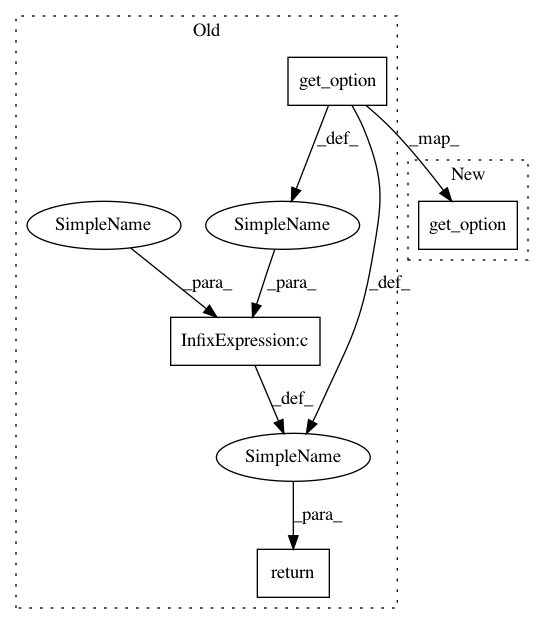 Old
get_option
_def_
_map_
New
SimpleName
SimpleName
get_option
_para_
_para_
_def_
InfixExpression:c
_def_
SimpleName
_para_
return